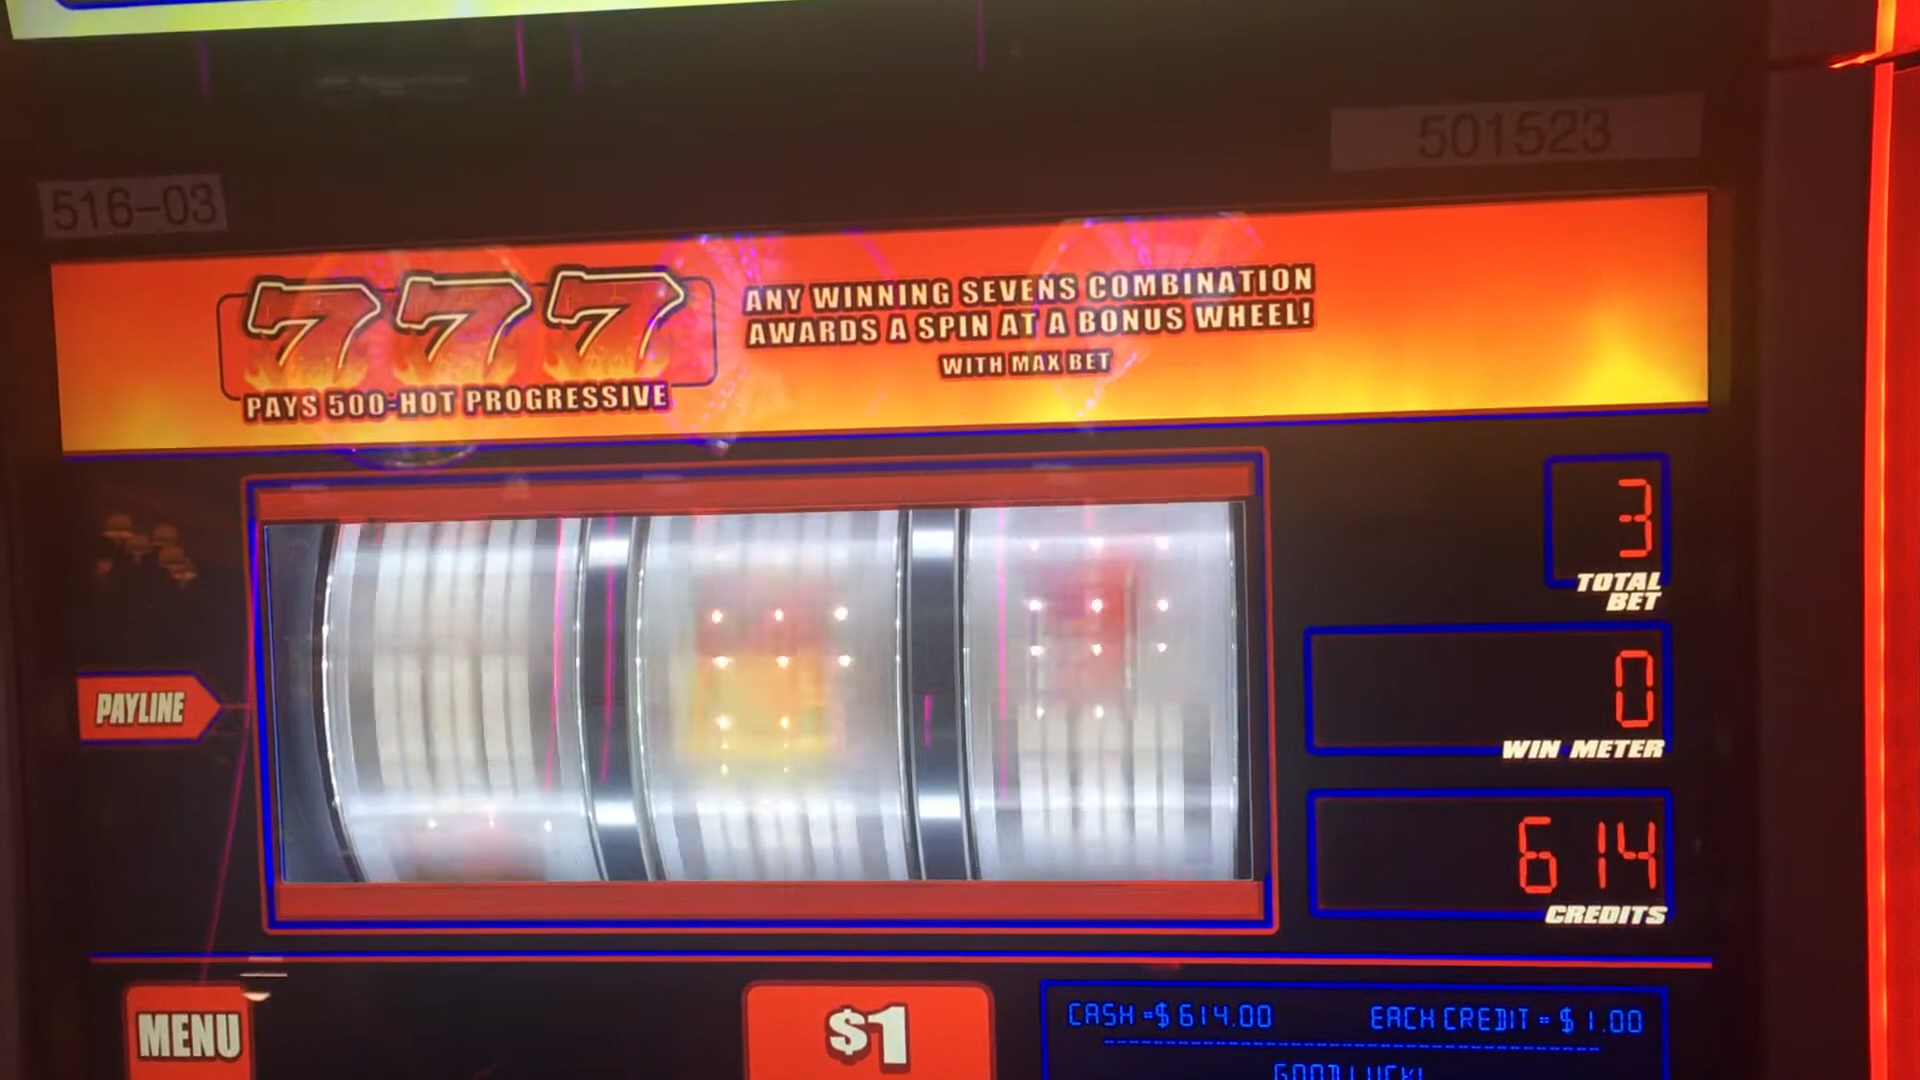 501523
516-03
777
ANY WINNING SEVENS COMBINATION
AWARDS A SPIN AT A BONUS WHEEL!
WITH MAX BET
PAYS 500-HOT PROGRESSIVE
3
TOTAL
BET
PAYLINE
0
WIN METER
614
CREDITS
MENU
$1
CASH =$ 614.00 EACH CREDIT = $ 1.00
GOOD LUCK!